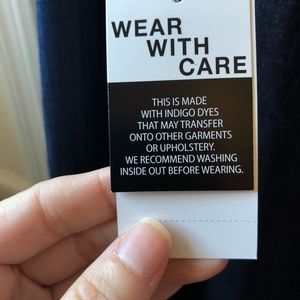 WEAR
WITH
CARE
THIS IS MADE
WITH INDIGO DYES
THAT MAY TRANSFER
ONTO OTHER GARMENTS
OR UPHOLSTERY.
WE RECOMMEND WASHING
INSIDE OUT BEFORE WEARING.